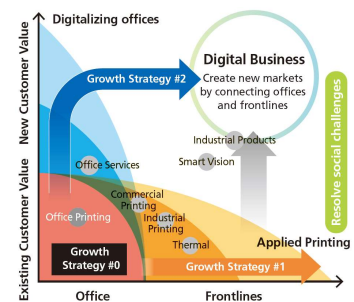 Digitalizing offices
New Customer Value
Existing Customer Value
Growth Strategy #2
Digital Business
Create new markets
by connecting offices
and frontlines
Resolve social challenges
Industrial Products
Smart Vision
Office Services
Commercial
Printing
Office Printing
Industrial
Printing
Thermal
Applied Printing
Growth
Strategy #0
Growth Strategy #1
Office
Frontlines